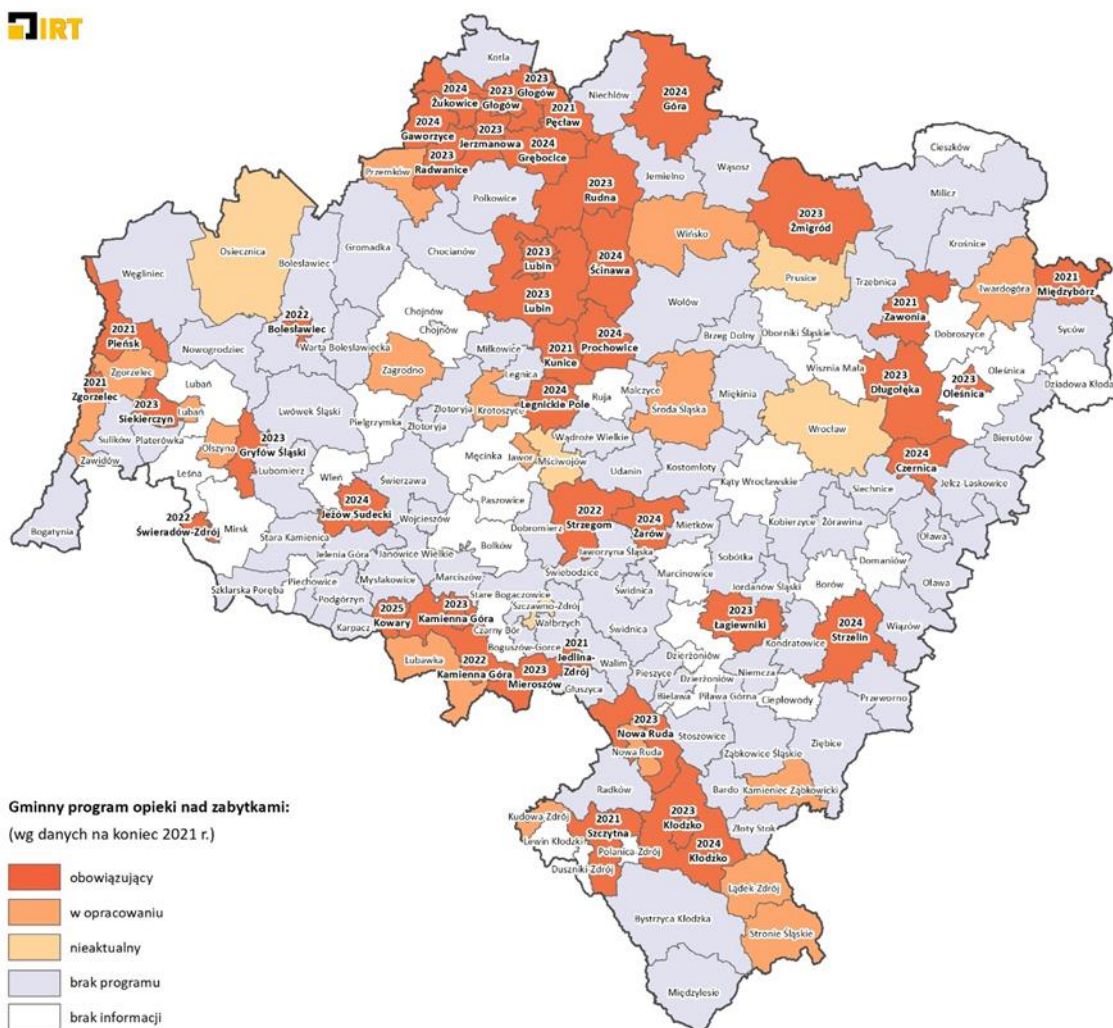 IRT
Kotla
2023
Głogów
2024
Żukowice
2023
Głogów
2021
Pęcław
Niechlów
2024
Góra
2024
Gaworzyce
2023
Jerzmanowa
2024
Grębocice
2023
Radwanice
Przemków
Polkowice
2023
Rudna
Jemielno
Wąsosz
Cieszków
Milicz
2023
Żmigród
Krośnice
Węgliniec
Osiecznica
Bolesławiec
Gromadka
Chocianów
2023
Lubin
2024
Ścinawa
Wińsko
Prusice
Trzebnica
Twardogóra
2021
Międzybórz
2023
Lubin
2021
Zawonia
Syców
2021
Pieńsk
2022
Bolesławiec
Chojnów
Chojnów
Wołów
Brzeg Dolny
Oborniki Śląskie
Dobroszyce
Nowogrodziec
Warta Bolesławiecka
Miłkowice
2021
Kunice
2024
Prochowice
Wisznia Mała
Oleśnica
Zgorzelec
2021
Zgorzelec
Lubań
Zagrodno
Legnica
2024
Legnickie Pole
Ruja
Malczyce
Środa Śląska
Miękinia
2023
Długołęka
2023
Oleśnica
Dziadowa Kłoda
2023
Siekierczyn
Lubań
Lwówek Śląski
Pielgrzymka
Złotoryja
Złotoryja
Krotoszyce
Wrocław
Sulików
Platerówka
Olszyna
2023
Gryfów Śląski
Męcinka
Jawor
Wądroże Wielkie
Mściwojów
Udanin
Kostomłoty
2024
Czernica
Bierutów
Zawidów
Leśna
Lubomierz
Wleń
Świerzawa
Paszowice
Kąty Wrocławskie
Siechnice
Jelcz-Laskowice
Bogatynia
2022
Świeradów-Zdrój
Mirsk
2024
Jeżów Sudecki
Wojcieszów
Dobromierz
2022
Strzegom
2024
Żarów
Mietków
Kobierzyce
Żórawina
Oława
Stara Kamienica
Jelenia Góra
Janowice Wielkie
Bolków
Jaworzyna Śląska
Sobótka
Domaniów
Szklarska Poręba
Piechowice
Mysłakowice
Marciszów
Świebodzice
Marcinowice
Jordanów Śląski
Borów
Oława
Podgórzyn
Karpacz
2025
Kowary
2023
Kamienna Góra
Stare Bogaczowice
Szczawno-Zdrój
Wałbrzych
Świdnica
2023
Łagiewniki
2024
Strzelin
Wiązów
Czarny Bór
Boguszów-Gorce
Świdnica
Kondratowice
Lubawka
2022
Kamienna Góra
2023
Mieroszów
2021
Jedlina-
Zdrój
Walim
Dzierżoniów
Dzierżoniów
Niemcza
Głuszyca
Pieszyce
Bielawa
Piława Górna
Ciepłowody
Przeworno
2023
Nowa Ruda
Nowa Ruda
Stoszowice
Ząbkowice Śląskie
Ziębice
Radków
Bardo
Kamieniec Ząbkowicki
Kudowa-Zdrój
Lewin Kłodzki
2021
Szczytna
2023
Kłodzko
Złoty Stok
Polanica-Zdrój
2024
Kłodzko
Duszniki-Zdrój
Lądek Zdrój
Bystrzyca Kłodzka
Stronie Śląskie
Międzylesie
Gminny program opieki nad zabytkami:
(wg danych na koniec 2021 r.)
obowiązujący
w opracowaniu
nieaktualny
brak programu
brak informacji